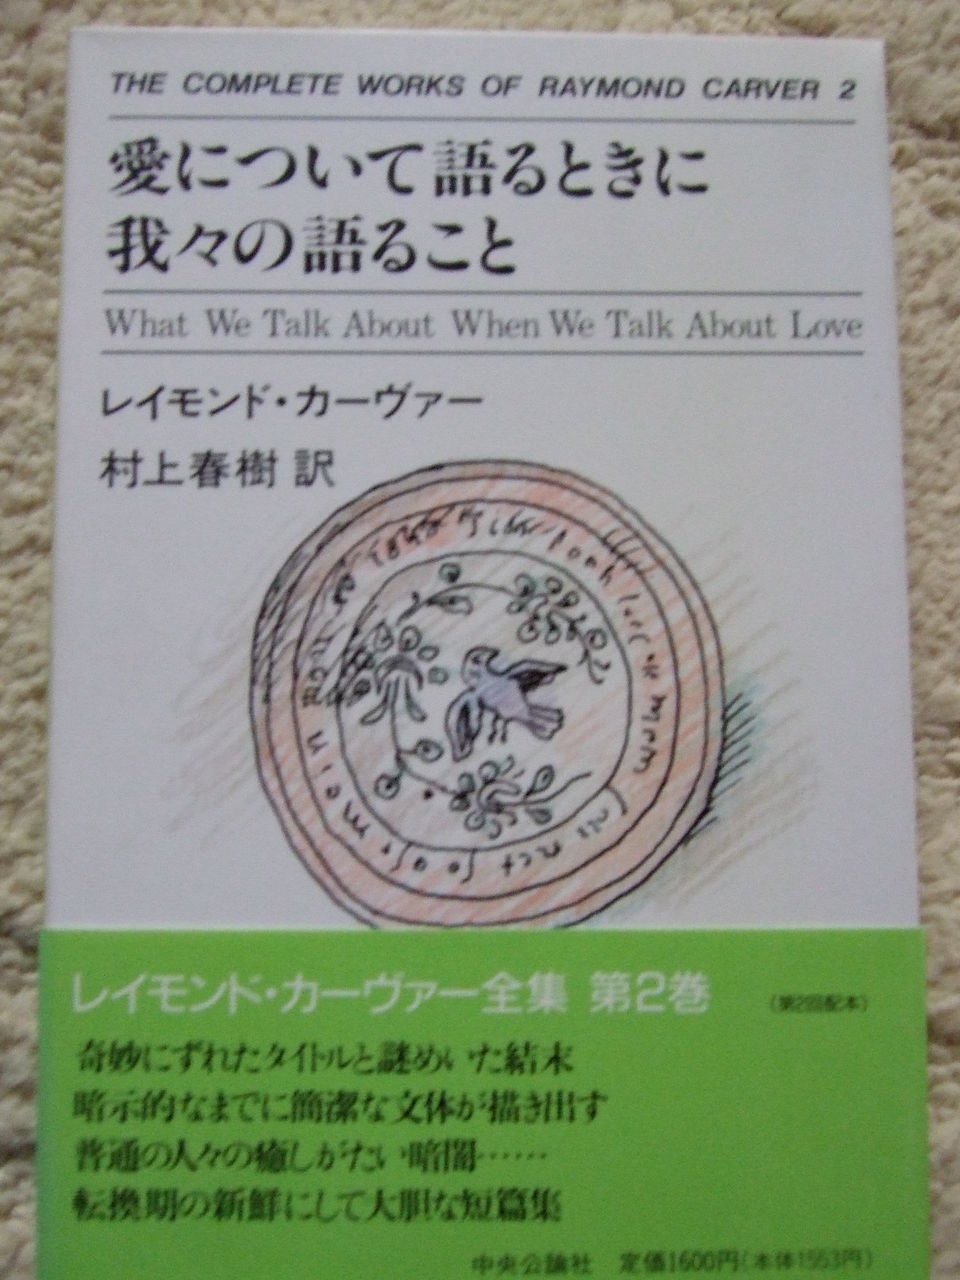 THE COMPLETE WORKS OF RAYMOND CARVER 2
愛について語るときに
我々の語ること
What We Talk About When We Talk About Love
レイモンド・カーヴァー
村上春樹 訳
レイモンド・カーヴァー全集 第2巻
(第2回配本)
奇妙にずれたタイトルと謎めいた結末
暗示的なまでに簡潔な文体が描き出す
普通の人々の癒しがたい暗闇……
転換期の新鮮にして大胆な短篇集
中央公論社 定価1600円(本体1553円)